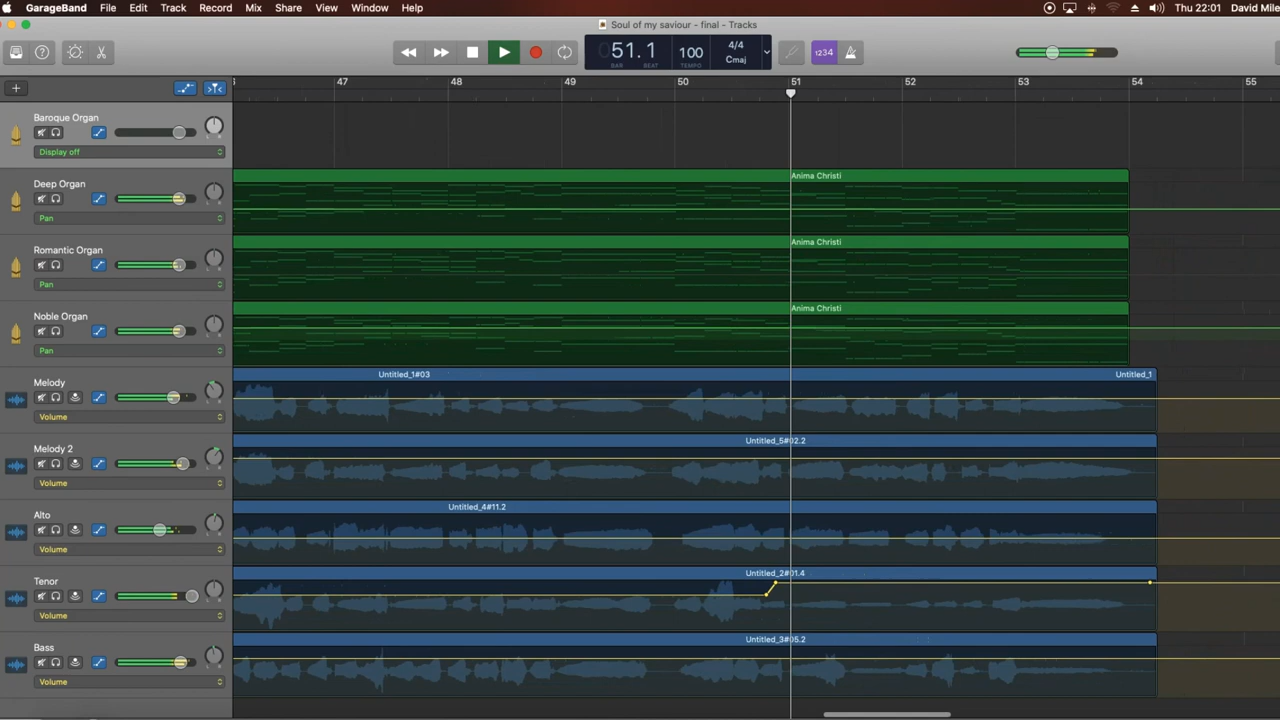 GarageBand File Edit Track Record Mix Share View Window Help Thu 22:01 David Mile
Soul of my saviour - final - Tracks
51.1 100 4/4
BAR BEAT TEMPO Cmaj
1234
47 48 49 50 51 52 53 54 55
Baroque Organ
Display off
Anima Christi
Deep Organ
Pan
Anima Christi
Romantic Organ
Pan
Anima Christi
Noble Organ
Pan
Untitled_1#03 Untitled_1
Melody
Volume
Untitled_5#02.2
Melody 2
Volume
Untitled_4#11.2
Alto
Volume
Untitled_2#01.4
Tenor
Volume
Untitled_3#05.2
Bass
Volume